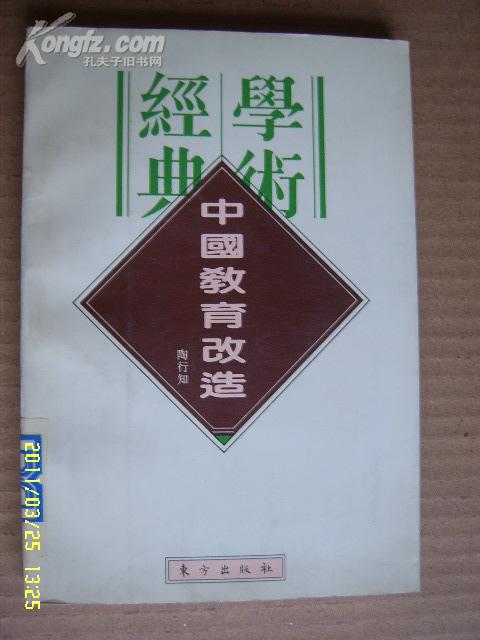 Kongfz.com
孔夫子旧书网
學術
經典
中國教育改造
陶行知
東方出版社
2011/03/25 13:25